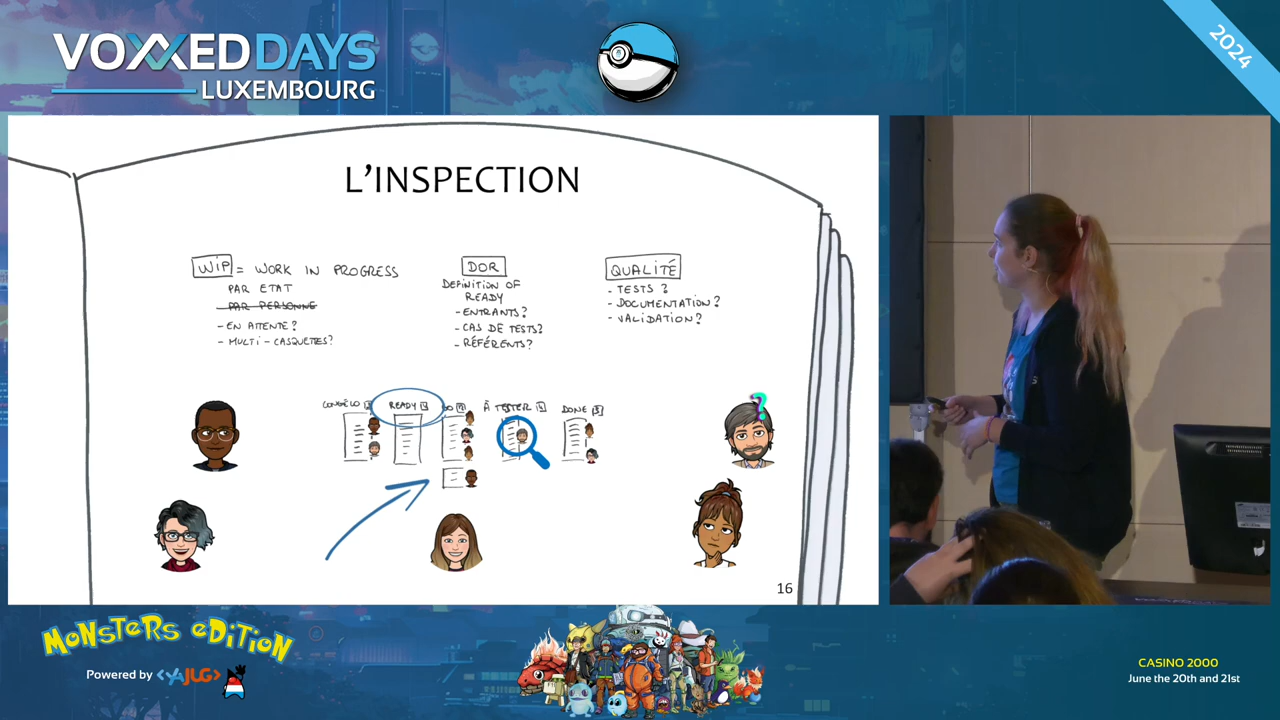 VOXXED DAYS
LUXEMBOURG
2024
L'INSPECTION
WIP = WORK IN PROGRESS
PAR ETAT
PAR PERSONNE
- EN ATTENTE?
- MULTI-CASQUETTES?
DOR
DEFINITION OF
READY
- ENTRANTS?
- CAS DE TESTS?
- RÉFÉRENTS?
QUALITÉ
- TESTS ?
- DOCUMENTATION?
- VALIDATION?
READY
À TESTER
DONE
?
16
MONSTERS EDITION
Powered by <YAJUG>
CASINO 2000
June the 20th and 21st